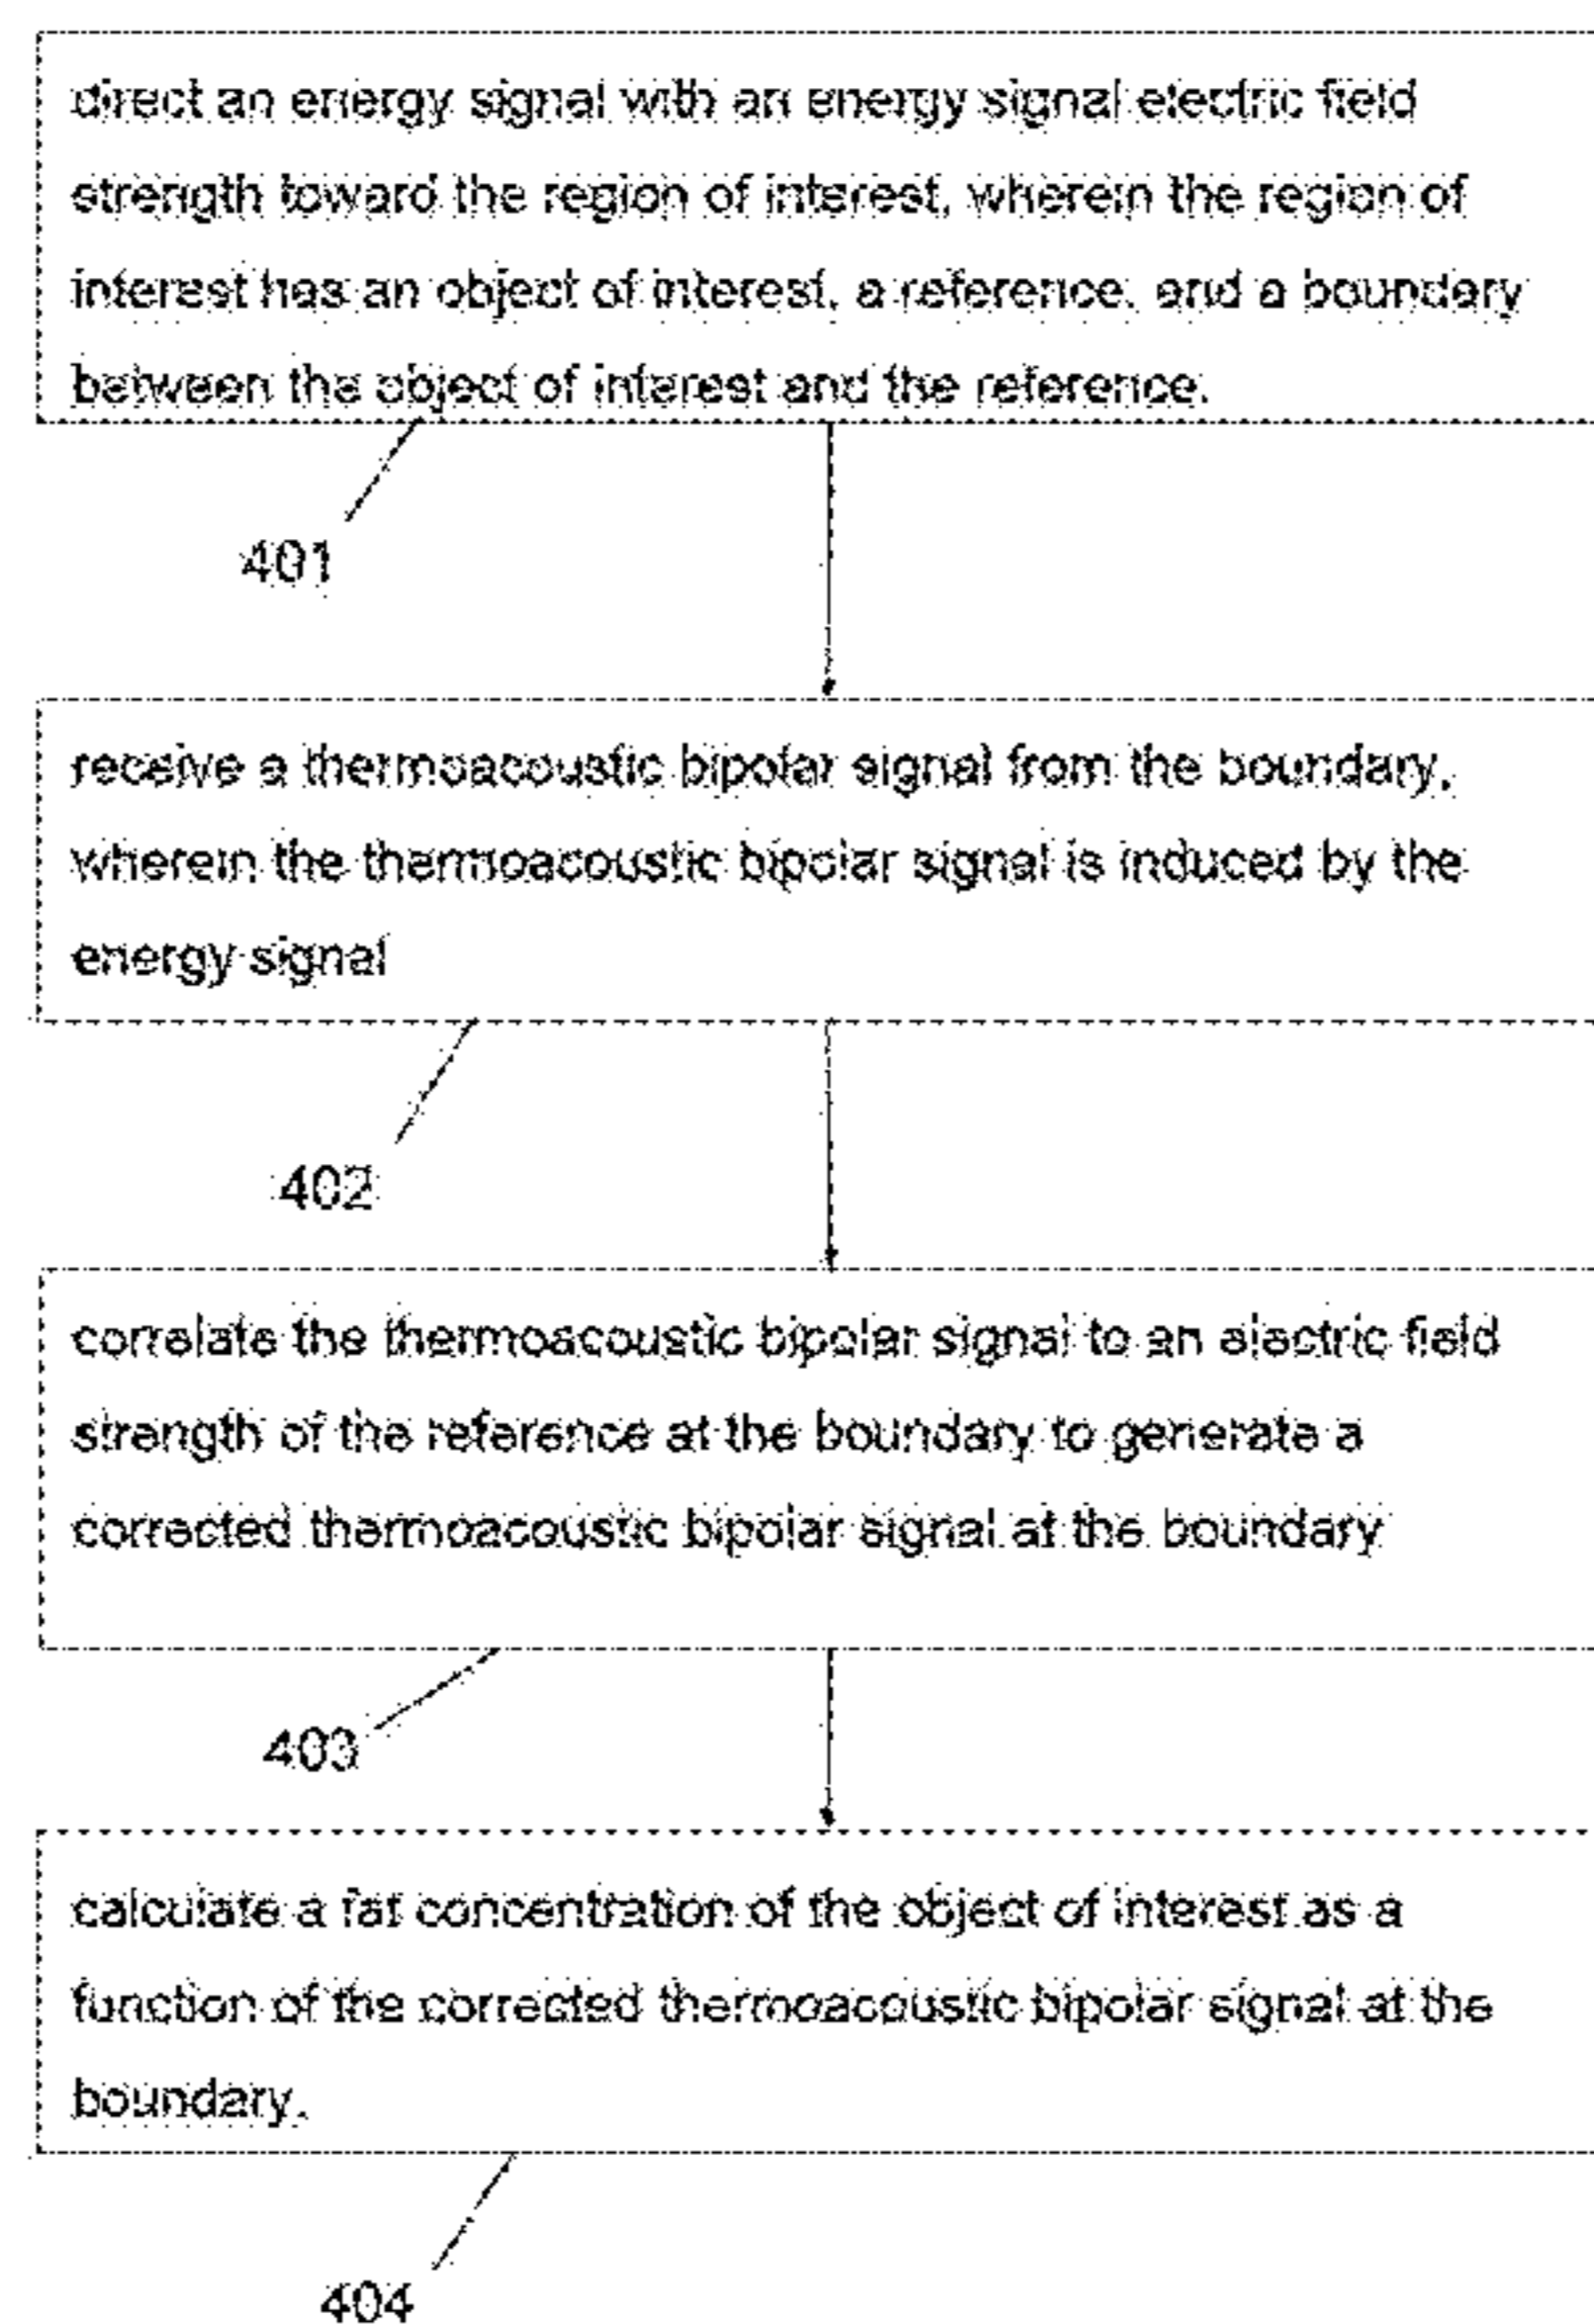 direct an energy signal with an energy signal electric field
strength toward the region of interest, wherein the region of
interest has an object of interest, a reference, and a boundary
between the object of interest and the reference.
401
receive a thermoacoustic bipolar signal from the boundary,
wherein the thermoacoustic bipolar signal is induced by the
energy signal
402
correlate the thermoacoustic bipolar signal to an electric field
strength of the reference at the boundary to generate a
corrected thermoacoustic bipolar signal at the boundary
403
calculate a fat concentration of the object of interest as a
function of the corrected thermoacoustic bipolar signal at the
boundary.
404